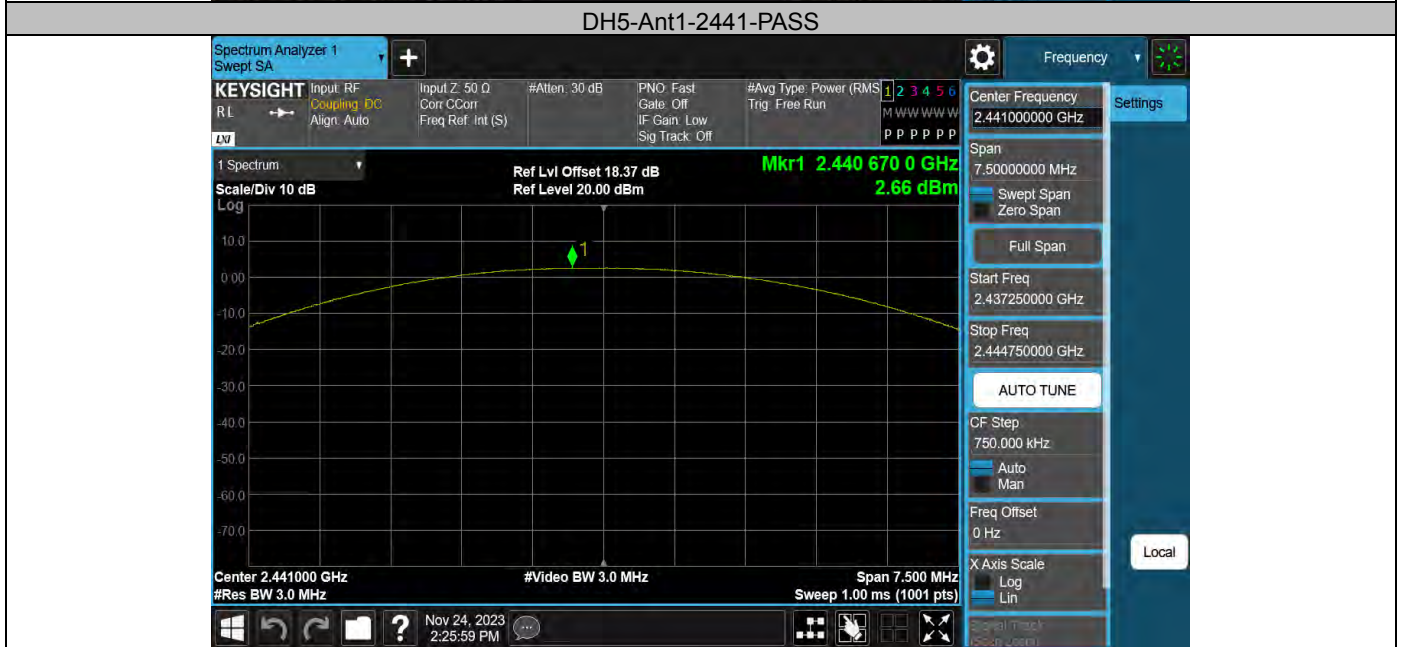 DH5-Ant1-2441-PASS
Spectrum Analyzer 1
Swept SA
Frequency
KEYSIGHT
Input: RF
Coupling: DC
Align: Auto
RL
LXI
Input Z: 50 Ω
Corr CCorr
Freq Ref: Int (S)
#Atten: 30 dB
PNO: Fast
Gate: Off
IF Gain: Low
Sig Track: Off
#Avg Type: Power (RMS
Trig: Free Run
1 2 3 4 5 6
M W W W W W
P P P P P P
Center Frequency
2.441000000 GHz
Settings
1 Spectrum
Ref Lvl Offset 18.37 dB
Mkr1 2.440 670 0 GHz
Scale/Div 10 dB
Ref Level 20.00 dBm
2.66 dBm
Log
10.0
0.00
-10.0
-20.0
-30.0
-40.0
-50.0
-60.0
-70.0
1
Span
7.50000000 MHz
Swept Span
Zero Span
Full Span
Start Freq
2.437250000 GHz
Stop Freq
2.444750000 GHz
AUTO TUNE
CF Step
750.000 kHz
Auto
Man
Freq Offset
0 Hz
X Axis Scale
Log
Lin
Local
Center 2.441000 GHz
#Video BW 3.0 MHz
Span 7.500 MHz
#Res BW 3.0 MHz
Sweep 1.00 ms (1001 pts)
?
Nov 24, 2023
2:25:59 PM
Signal Track